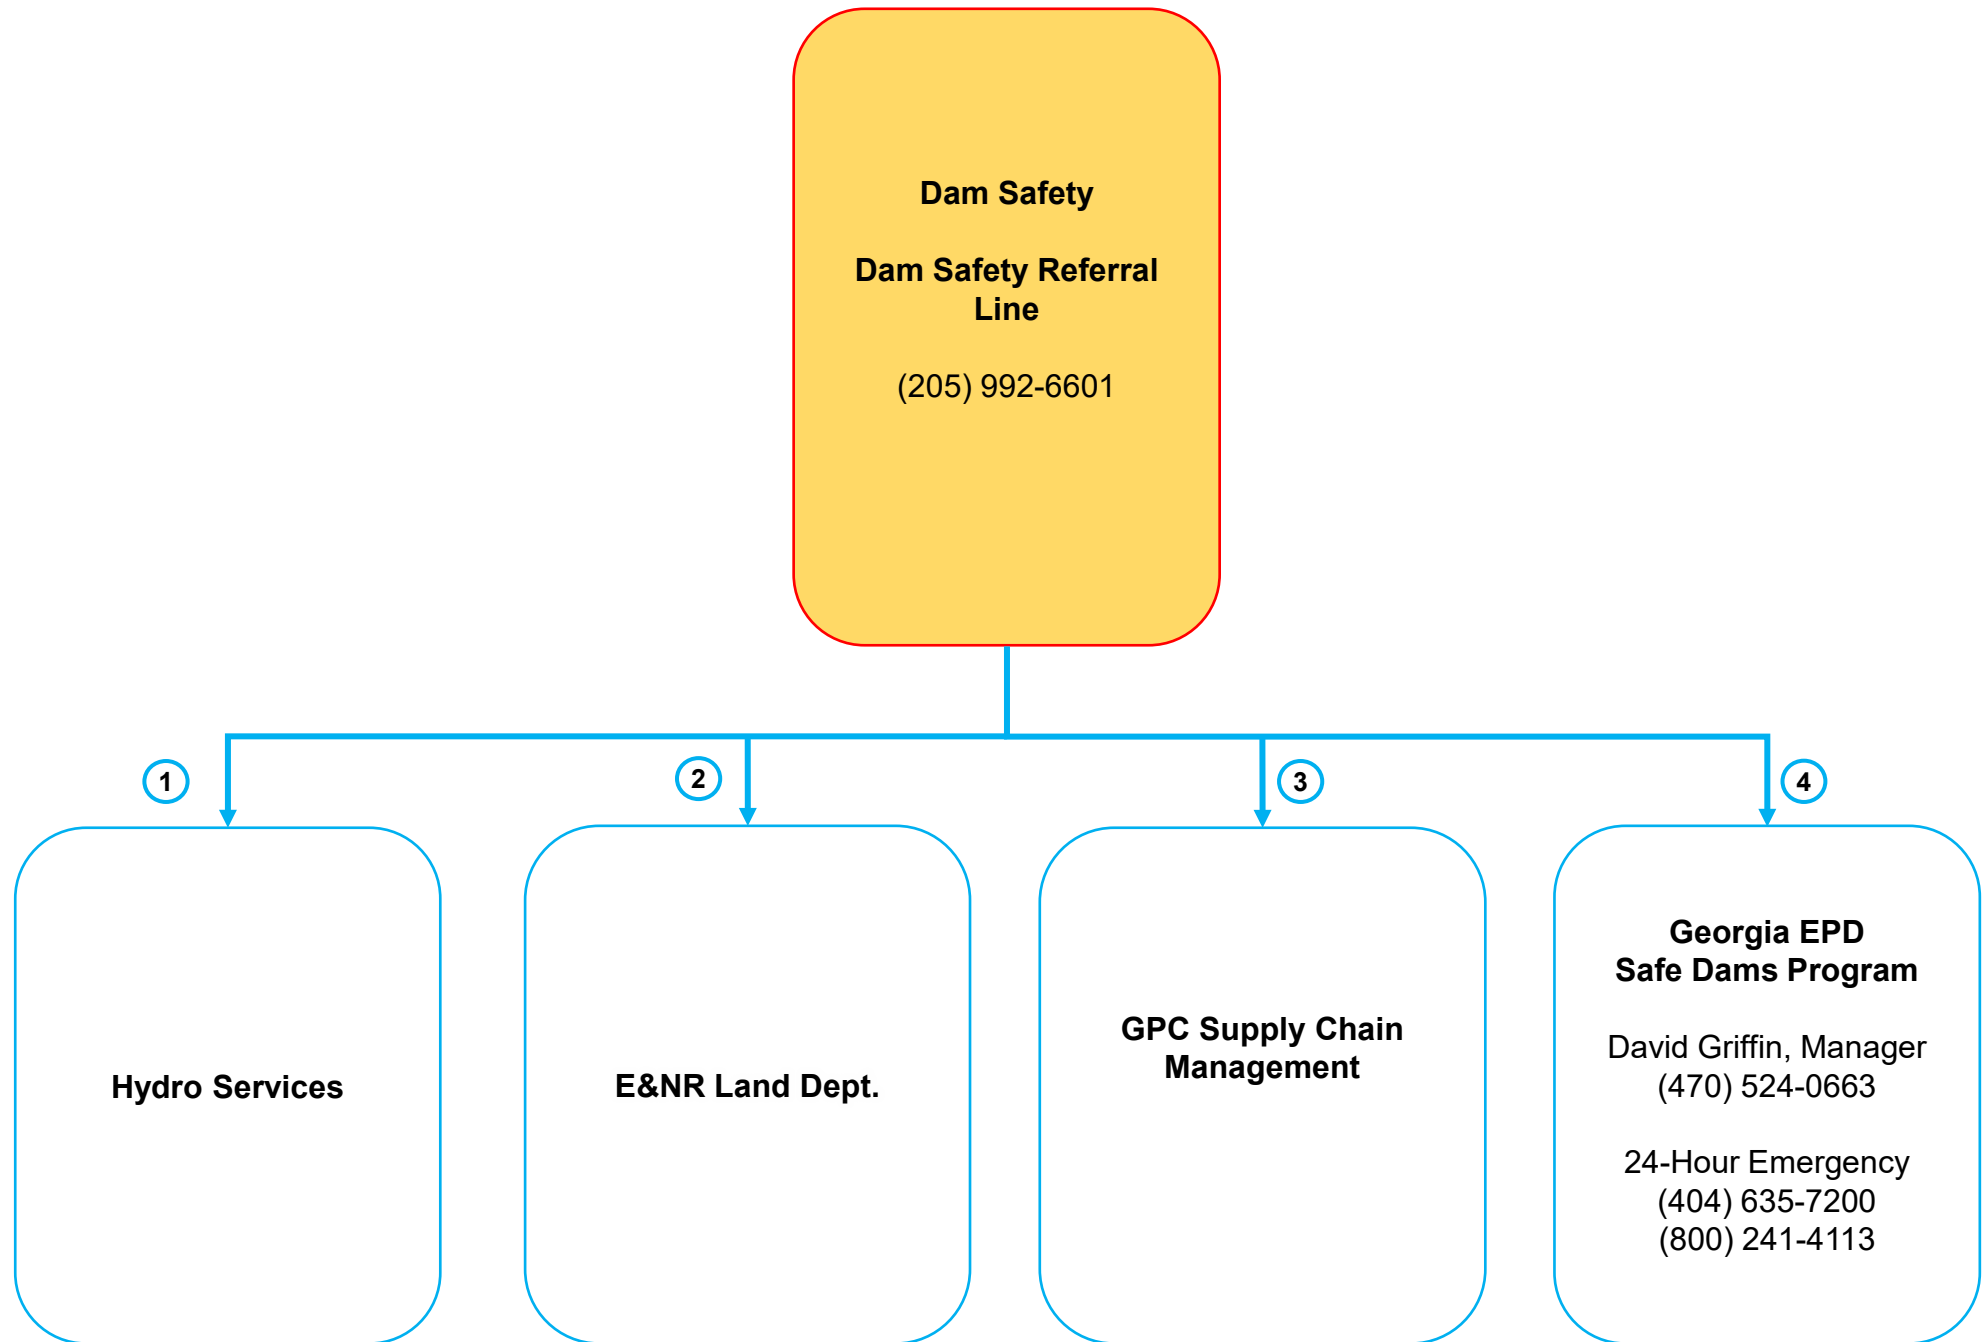 Dam Safety
Dam Safety Referral
Line
(205) 992-6601
1
2
3
4
Hydro Services
E&NR Land Dept.
GPC Supply Chain
Management
Georgia EPD
Safe Dams Program
David Griffin, Manager
(470) 524-0663
24-Hour Emergency
(404) 635-7200
(800) 241-4113